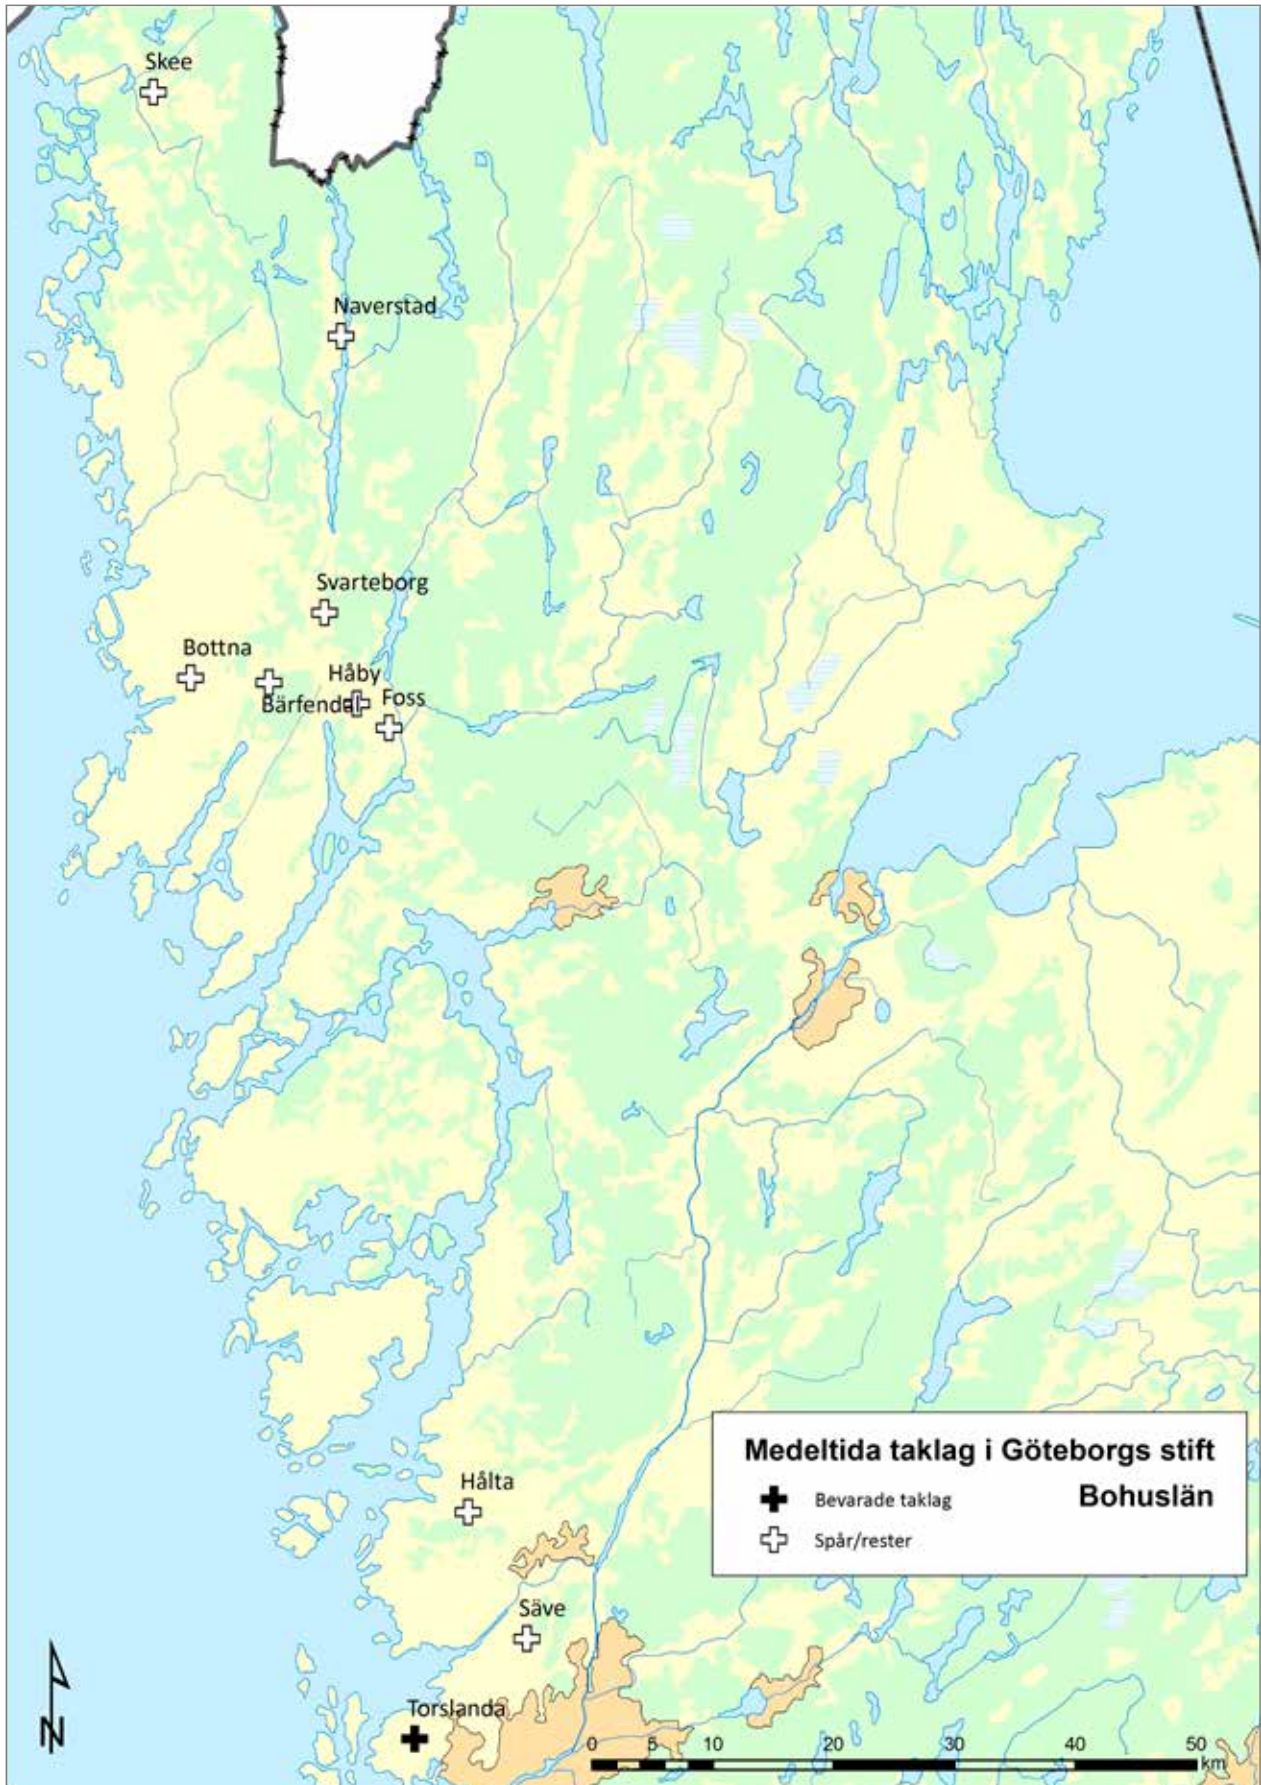 Skee
Naverstad
Svarteborg
Bottna
Håby
Bärfendal
Foss
Hålta
Säve
Torslanda
Medeltida taklag i Göteborgs stift
Bohuslän
Bevarade taklag
Spår/rester
N
0 5 10 20 30 40 50
km